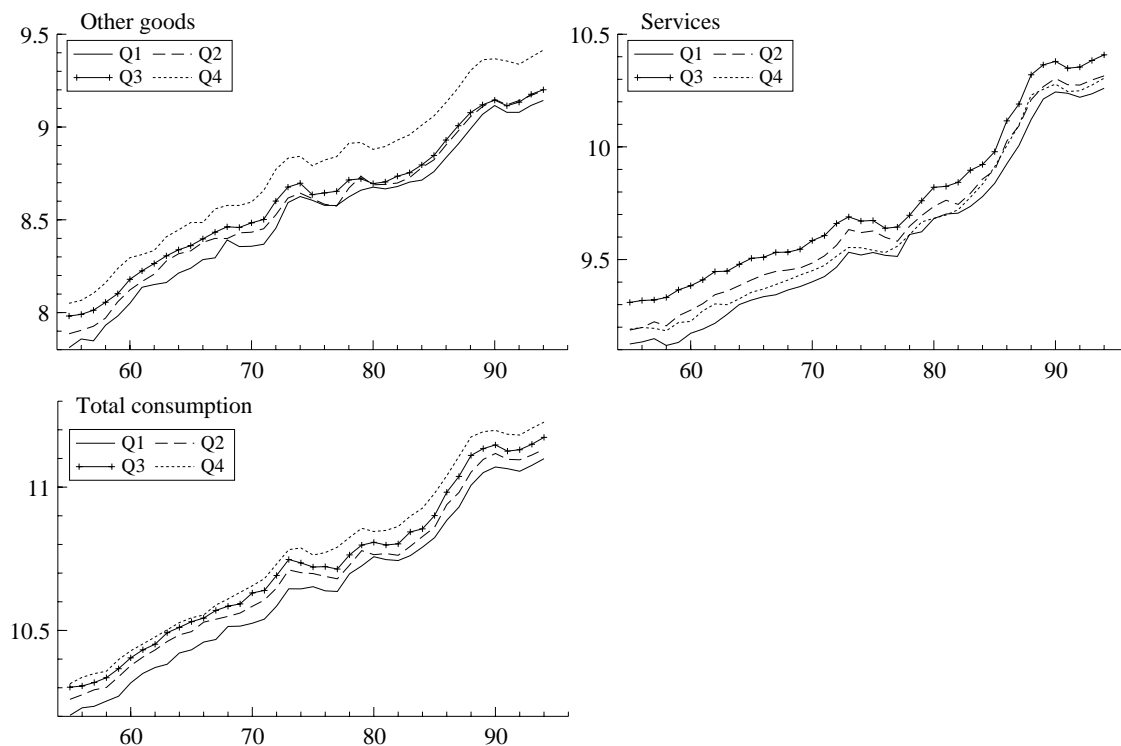 Other goods
9.5
Q1 Q2
Q3 Q4
9
8.5
8
60 70 80 90
Services
10.5
Q1 Q2
Q3 Q4
10
9.5
60 70 80 90
Total consumption
Q1 Q2
Q3 Q4
11
10.5
60 70 80 90